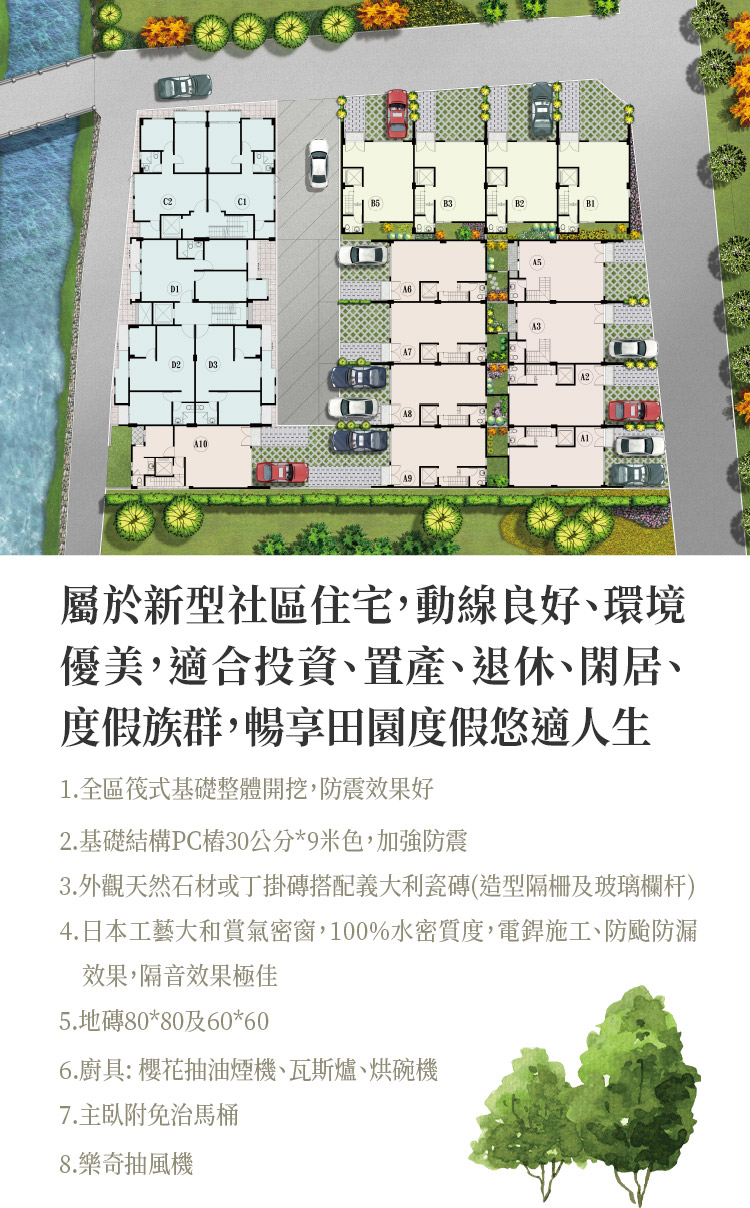 C2
C1
B5
B3
B2
B1
D1
A6
A5
A7
A3
D2
D3
A8
A2
A10
A9
A1
屬於新型社區住宅,動線良好、環境
優美,適合投資、置產、退休、閑居、
度假族群,暢享田園度假悠適人生
1.全區筏式基礎整體開挖,防震效果好
2.基礎結構PC樁30公分*9米色,加強防震
3.外觀天然石材或丁掛磚搭配義大利瓷磚(造型隔柵及玻璃欄杆)
4.日本工藝大和賞氣密窗,100%水密質度,電銲施工、防颱防漏
效果,隔音效果極佳
5.地磚80*80及60*60
6.廚具: 櫻花抽油煙機、瓦斯爐、烘碗機
7.主臥附免治馬桶
8.樂奇抽風機